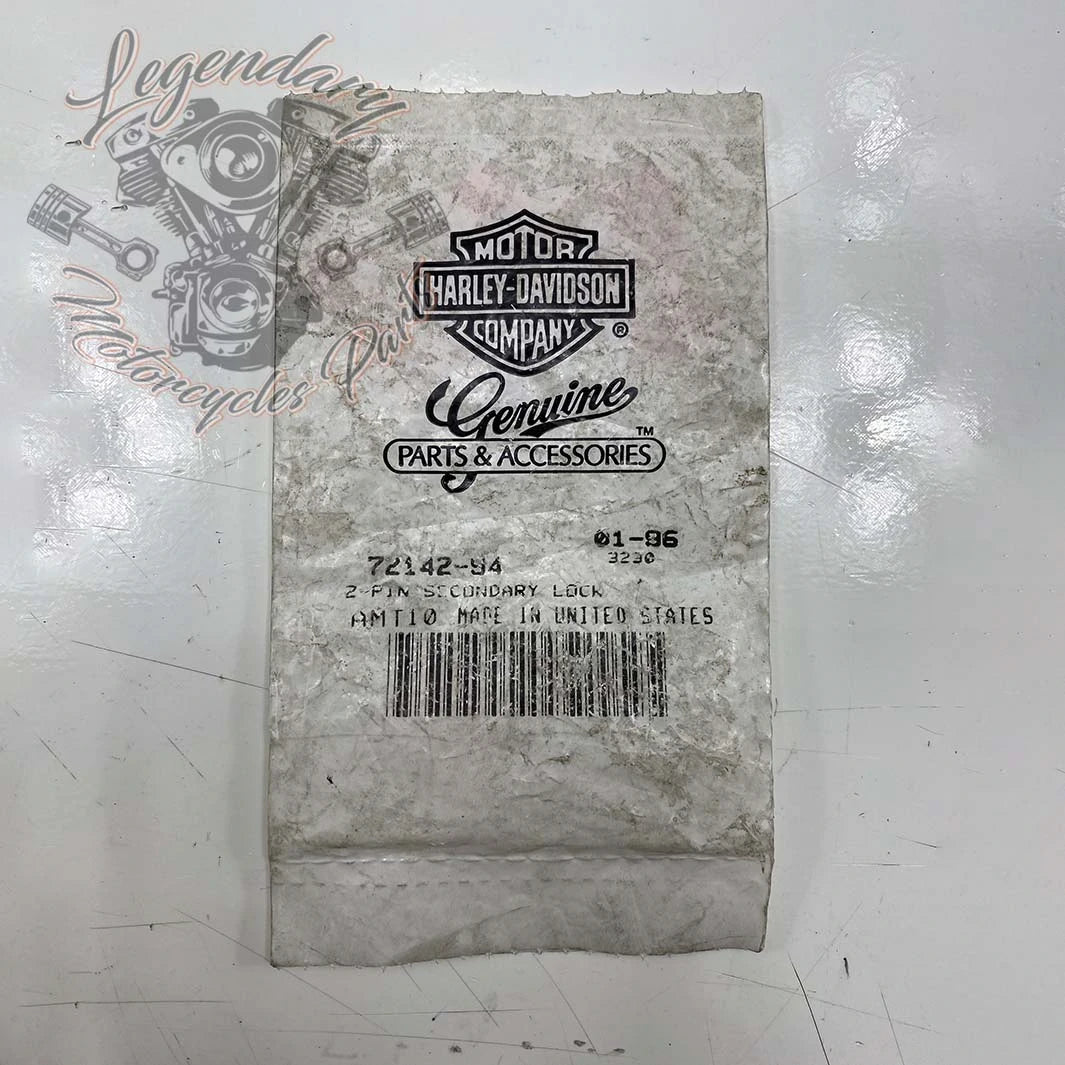 Legendary
Motorcycles Parts
MOTOR
HARLEY-DAVIDSON
COMPANY
®
Genuine
TM
PARTS & ACCESSORIES
01-96
72142-94
3230
2-PIN SECONDARY LOCK
AMT10 MADE IN UNITED STATES